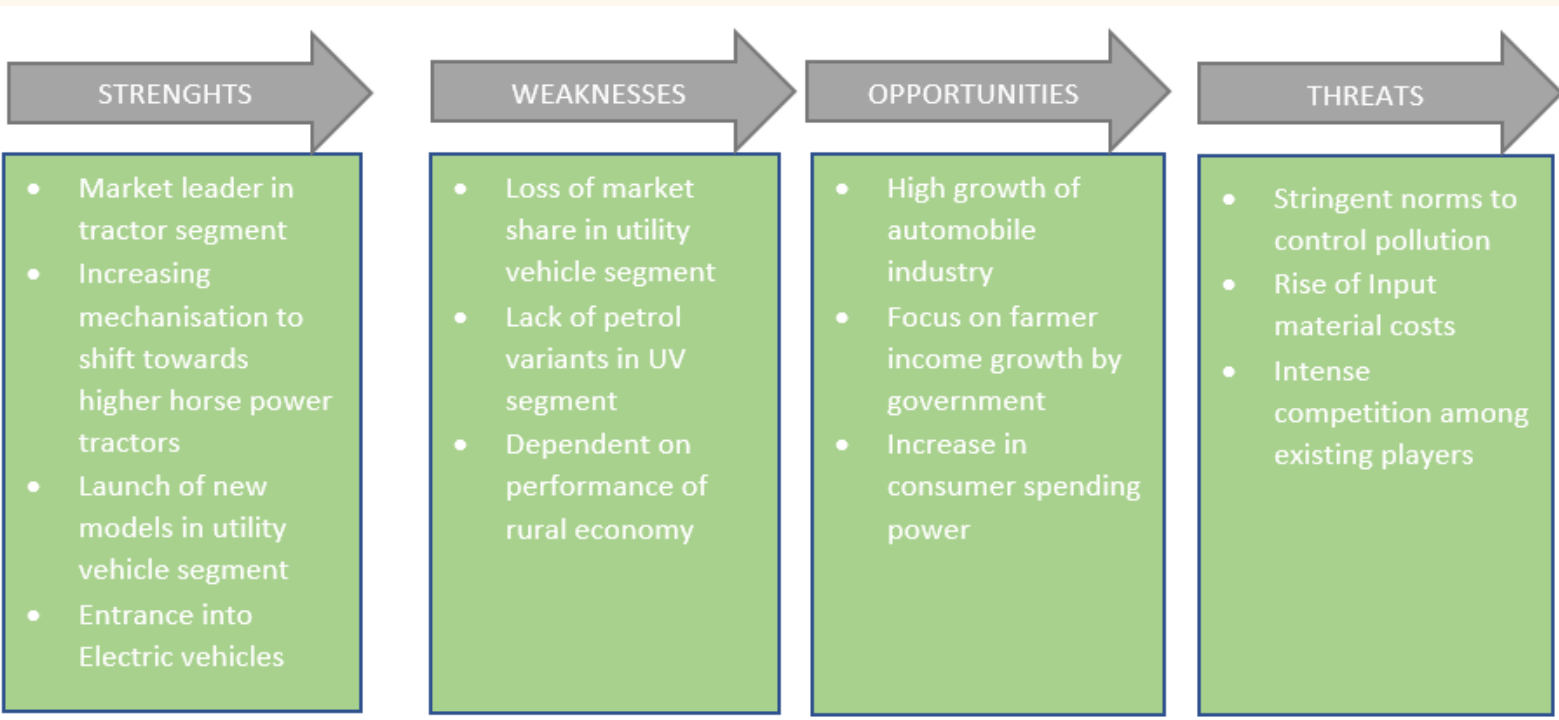 STRENGHTS
Market leader in
tractor segment
Increasing
mechanisation to
shift towards
higher horse power
tractors
Launch of new
models in utility
vehicle segment
Entrance into
Electric vehicles
WEAKNESSES
Loss of market
share in utility
vehicle segment
Lack of petrol
variants in UV
segment
Dependent on
performance of
rural economy
OPPORTUNITIES
High growth of
automobile
industry
Focus on farmer
income growth by
government
Increase in
consumer spending
power
THREATS
Stringent norms to
control pollution
Rise of Input
material costs
Intense
competition among
existing players